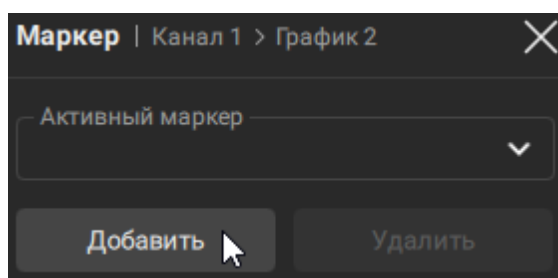 Маркер | Канал 1 > График 2
Активный маркер
Добавить Удалить